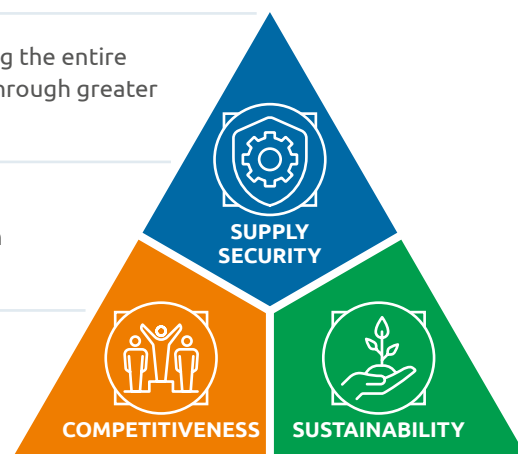 g the entire
hrough greater
SUPPLY
SECURITY
COMPETITIVENESS
SUSTAINABILITY